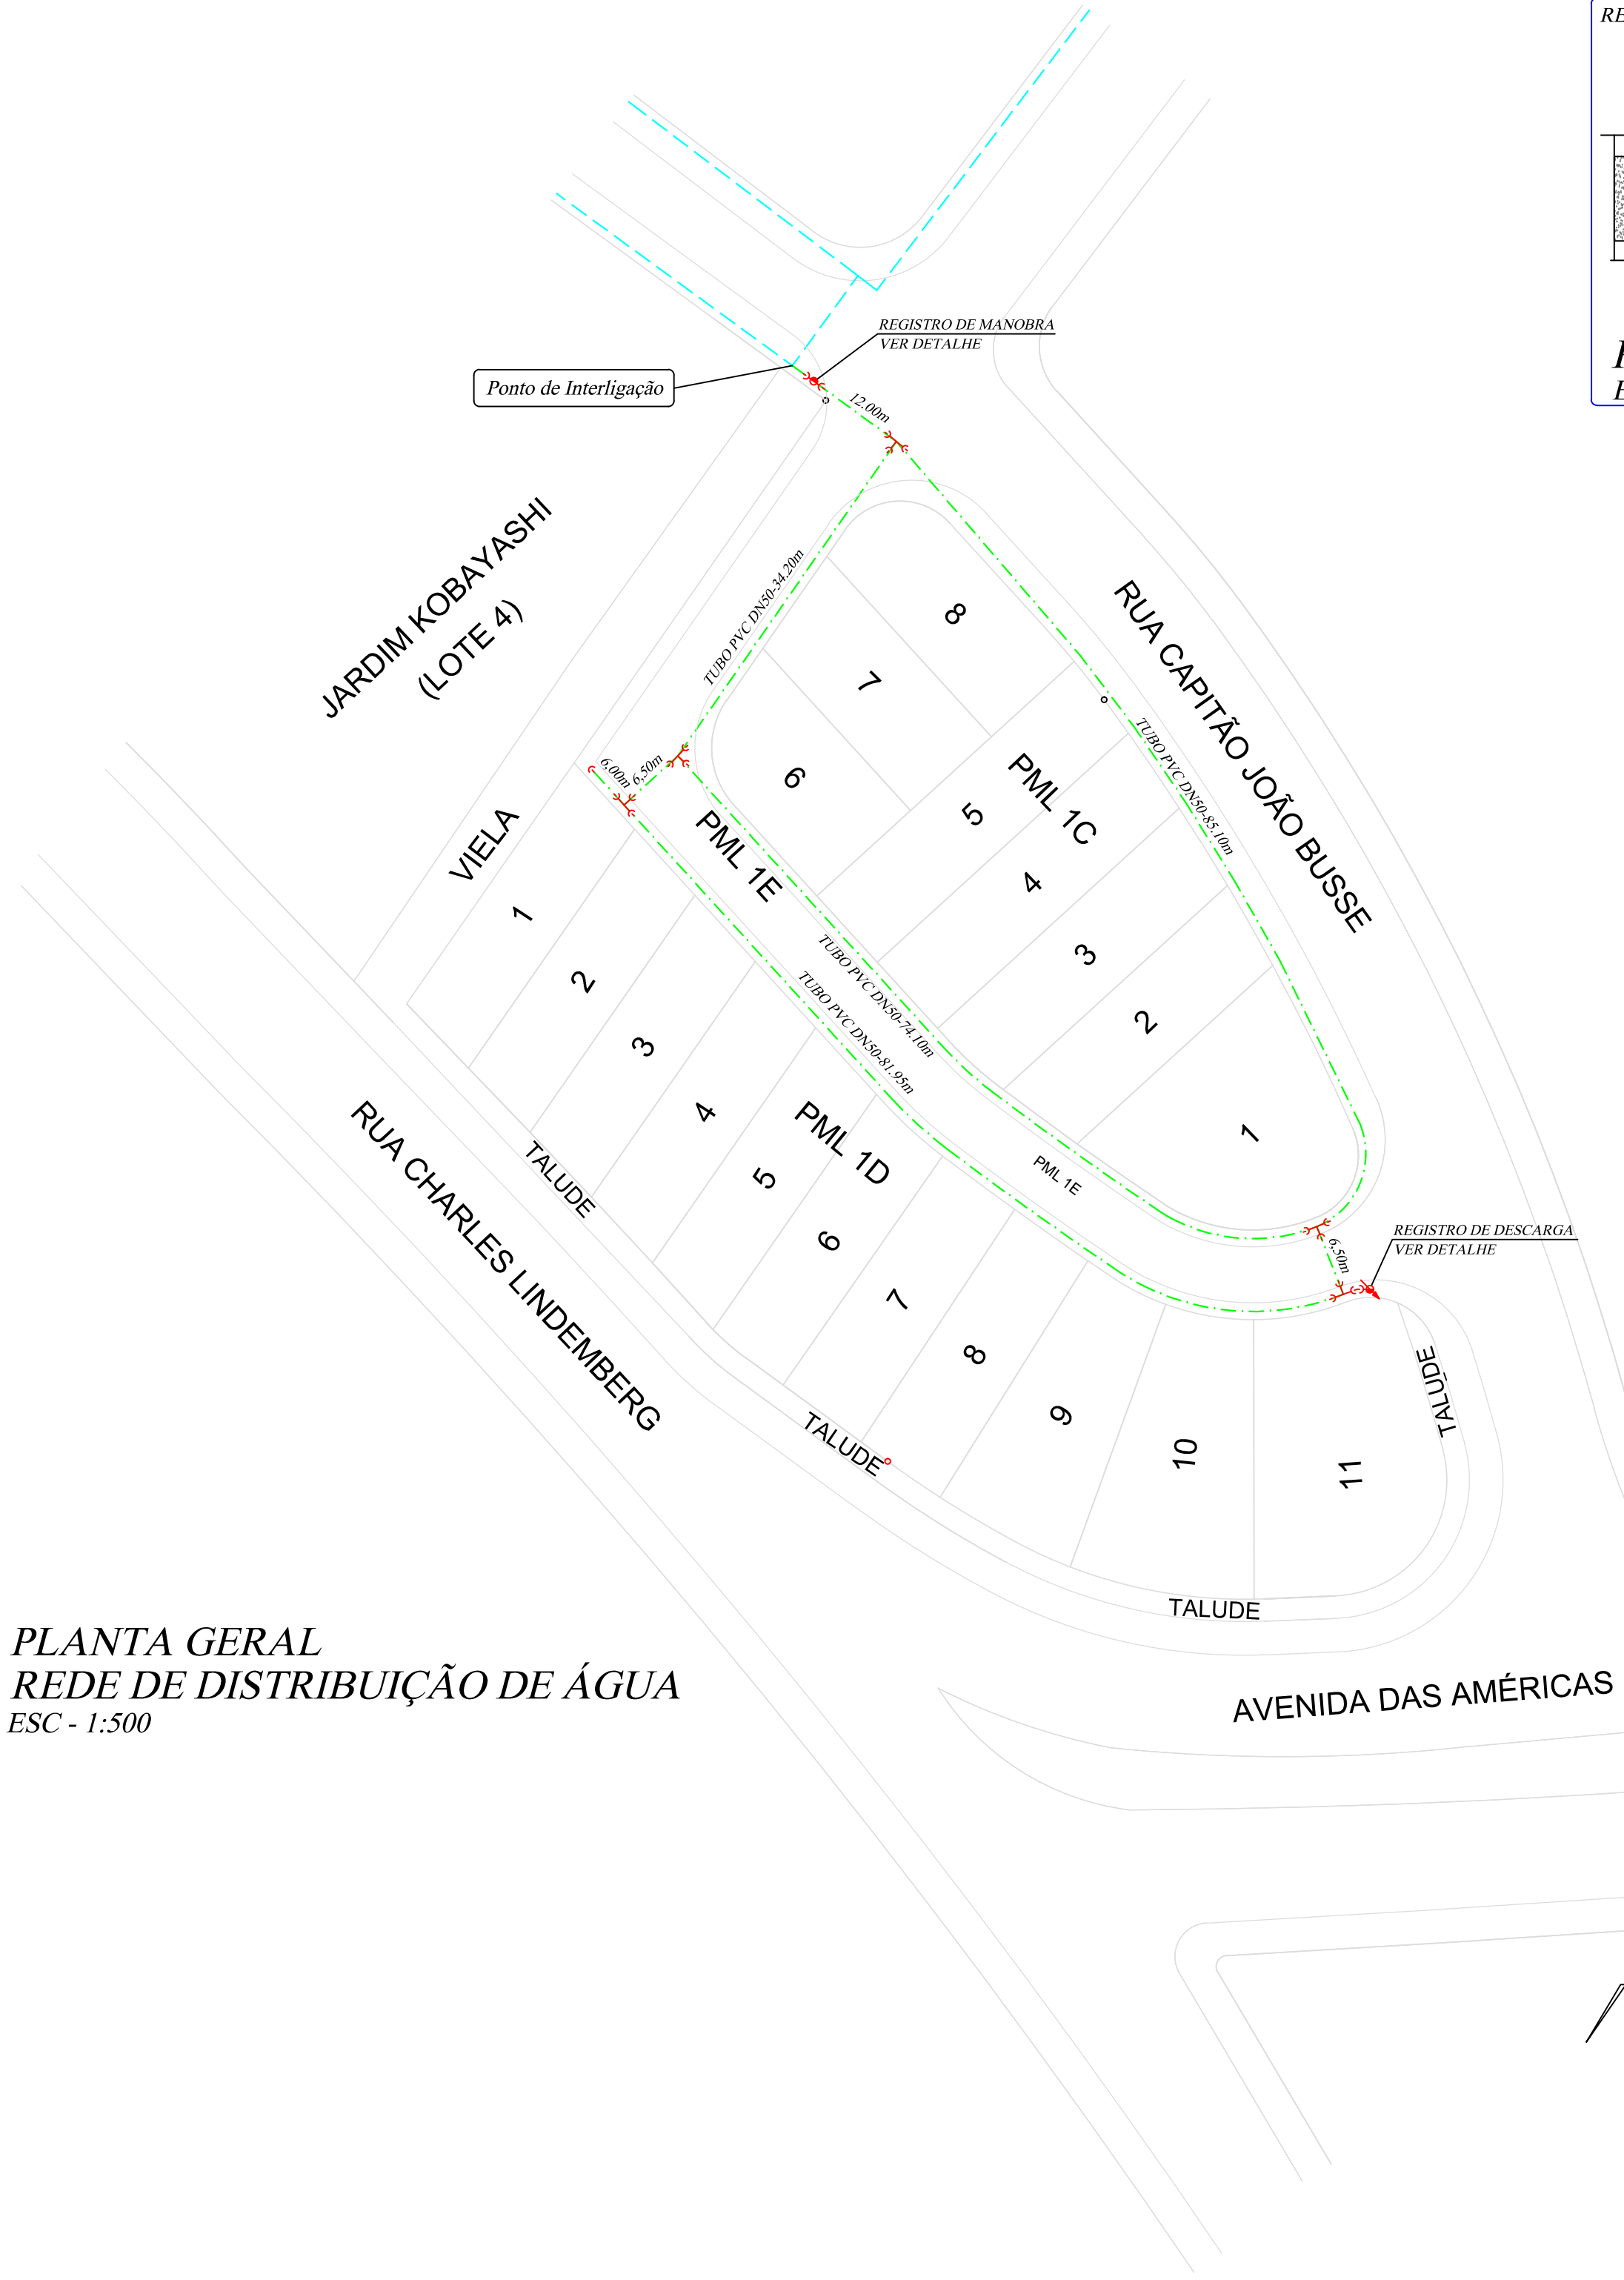 RE
REGISTRO DE MANOBRA
VER DETALHE
Ponto de Interligação
12.00m
JARDIM KOBAYASHI
(LOTE 4)
TUBO PVC DN50-34.20m
RUA CAPITÃO JOÃO BUSSE
TUBO PVC DN50-85.10m
8
7
6
PML 1C
5
4
3
2
1
6,00m
6,50m
VIELA
PML 1E
TUBO PVC DN50-74.10m
TUBO PVC DN50-81.95m
PML 1E
1
2
3
4
5
6
7
8
9
10
11
PML 1D
REGISTRO DE DESCARGA
VER DETALHE
6,50m
TALUDE
RUA CHARLES LINDEMBERG
TALUDE
TALUDE
TALUDE
AVENIDA DAS AMÉRICAS
PLANTA GERAL
REDE DE DISTRIBUIÇÃO DE ÁGUA
ESC - 1:500